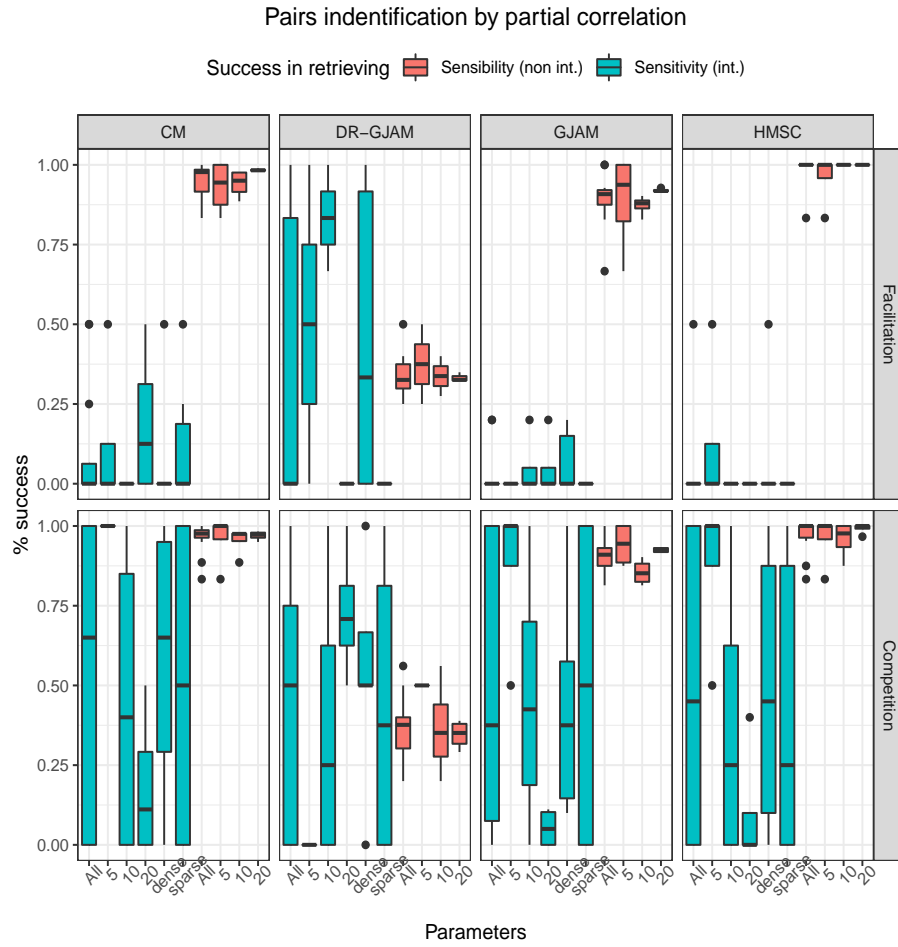 Pairs indentification by partial correlation
Success in retrieving Sensibility (non int.) Sensitivity (int.)
CM DR−GJAM GJAM HMSC
1.00
0.75
0.50
0.25
0.00
Facilitation
1.00
0.75
0.50
0.25
0.00
Competition
% success
All 5 10 20 dense sparse All 5 10 20 All 5 10 20 dense sparse All 5 10 20 All 5 10 20 dense sparse All 5 10 20 All 5 10 20 dense sparse All 5 10 20
Parameters